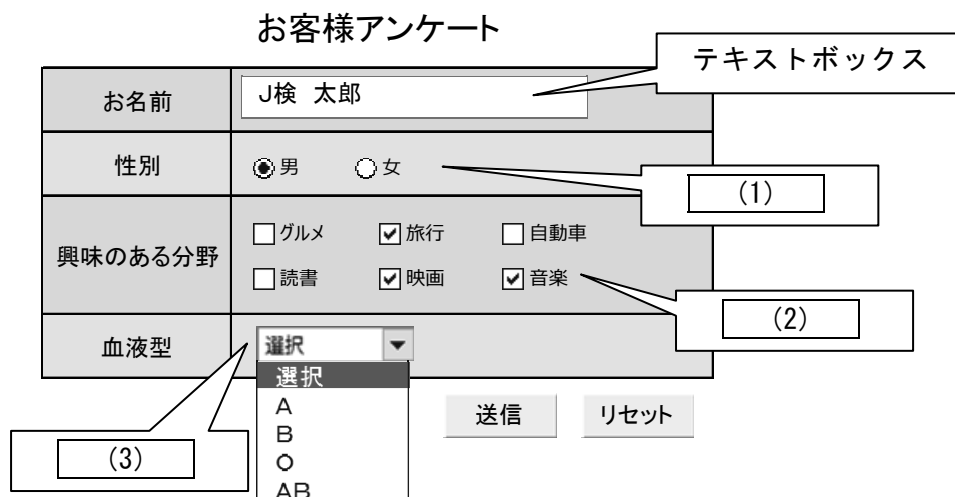 お客様アンケート
テキストボックス
お名前
J検 太郎
性別
男 女
(1)
興味のある分野
グルメ 旅行 自動車
読書 映画 音楽
(2)
血液型
選択
選択
A
B
O
AB
送信 リセット
(3)